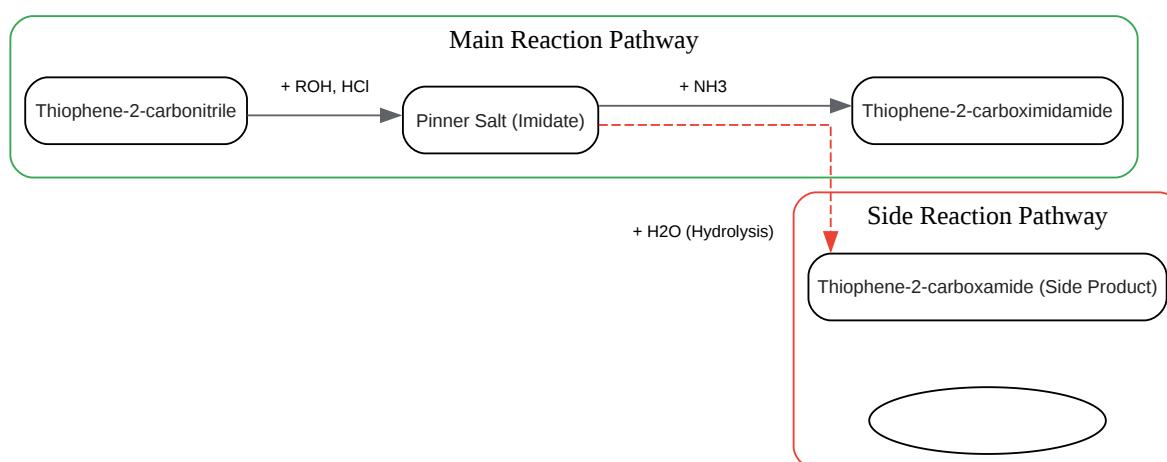 Main Reaction Pathway
+ ROH, HCl
+ NH3
Thiophene-2-carbonitrile
Pinner Salt (Imidate)
Thiophene-2-carboximidamide
Side Reaction Pathway
+ H2O (Hydrolysis)
Thiophene-2-carboxamide (Side Product)